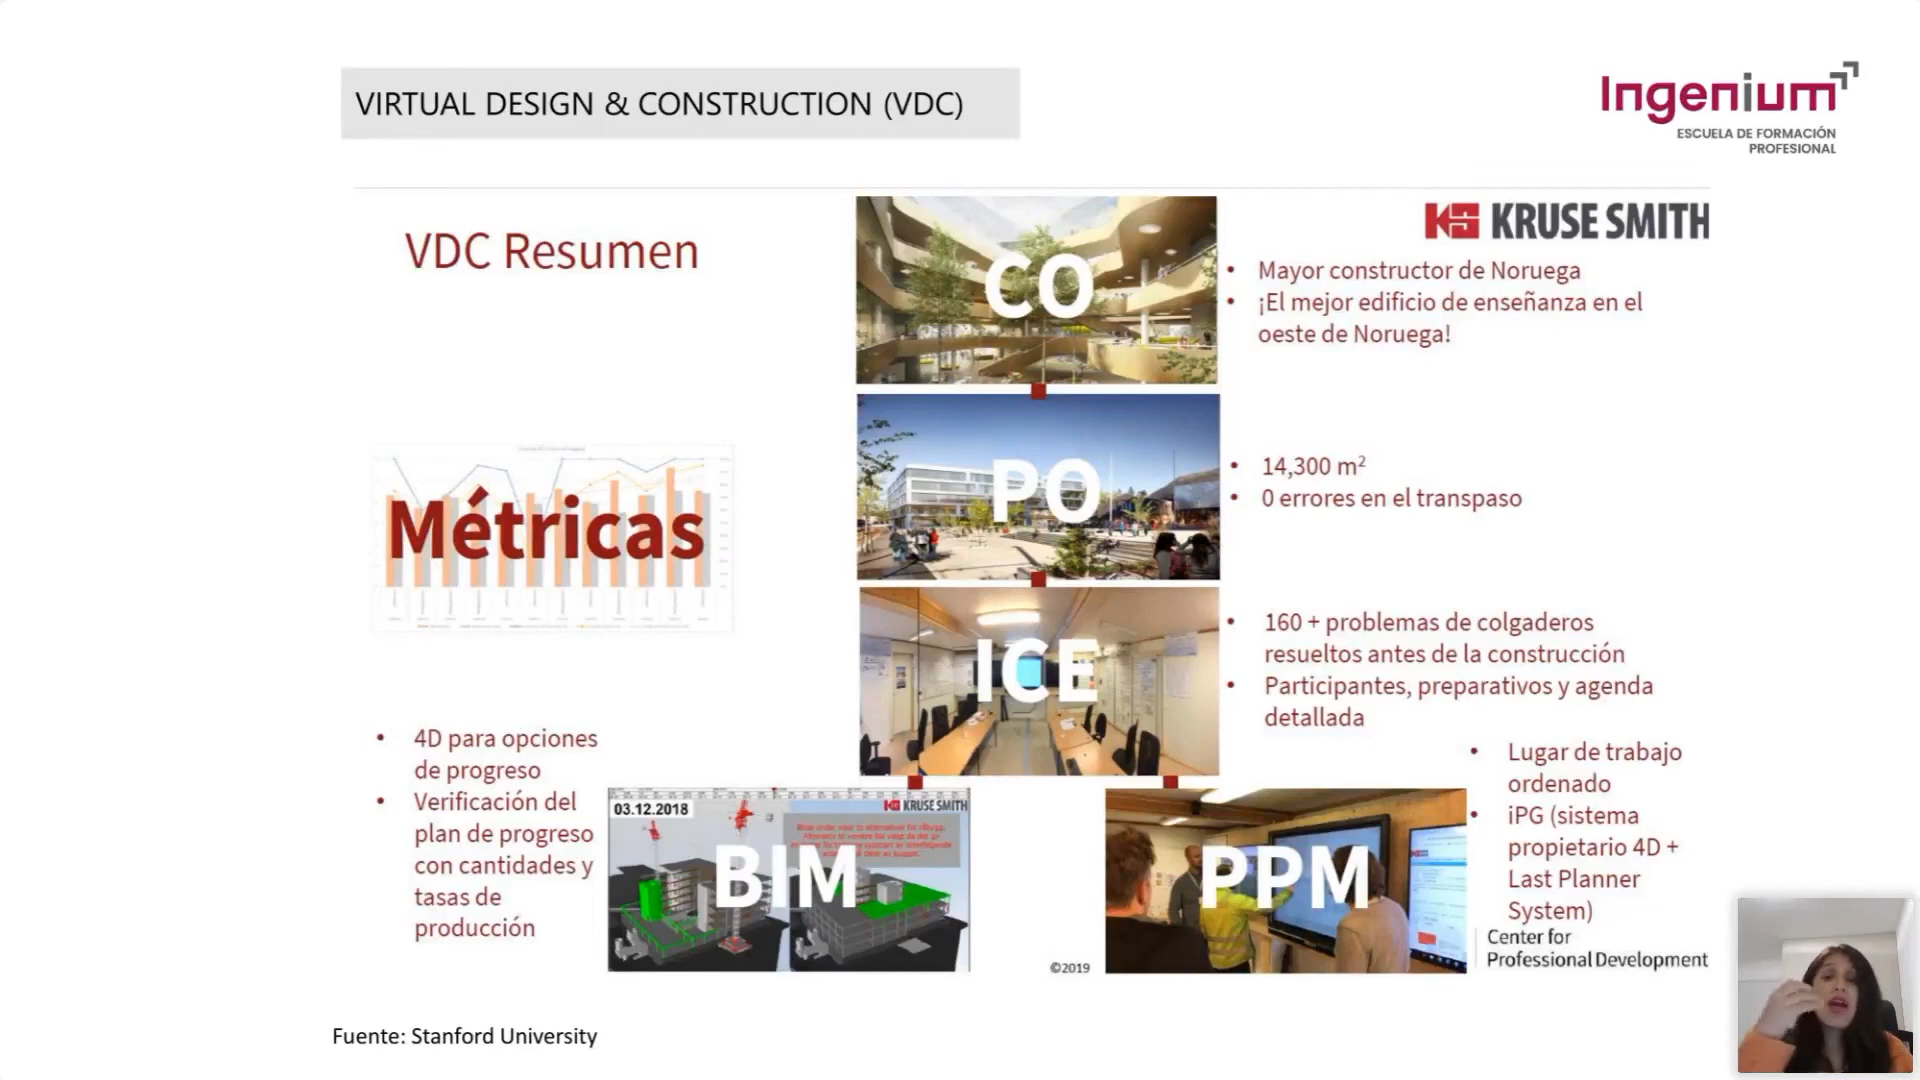 VIRTUAL DESIGN & CONSTRUCTION (VDC)
Ingenium
ESCUELA DE FORMACIÓN
PROFESIONAL
VDC Resumen
KRUSE SMITH
CO
• Mayor constructor de Noruega
• ¡El mejor edificio de enseñanza en el
oeste de Noruega!
Métricas
PO
• 14,300 m²
• 0 errores en el transpaso
ICE
• 160 + problemas de colgaderos
resueltos antes de la construcción
• Participantes, preparativos y agenda
detallada
• 4D para opciones
de progreso
• Verificación del
plan de progreso
con cantidades y
tasas de
producción
03.12.2018
KRUSE SMITH
BIM
PPM
• Lugar de trabajo
ordenado
• iPG (sistema
propietario 4D +
Last Planner
System)
©2019
Center for
Professional Development
Fuente: Stanford University